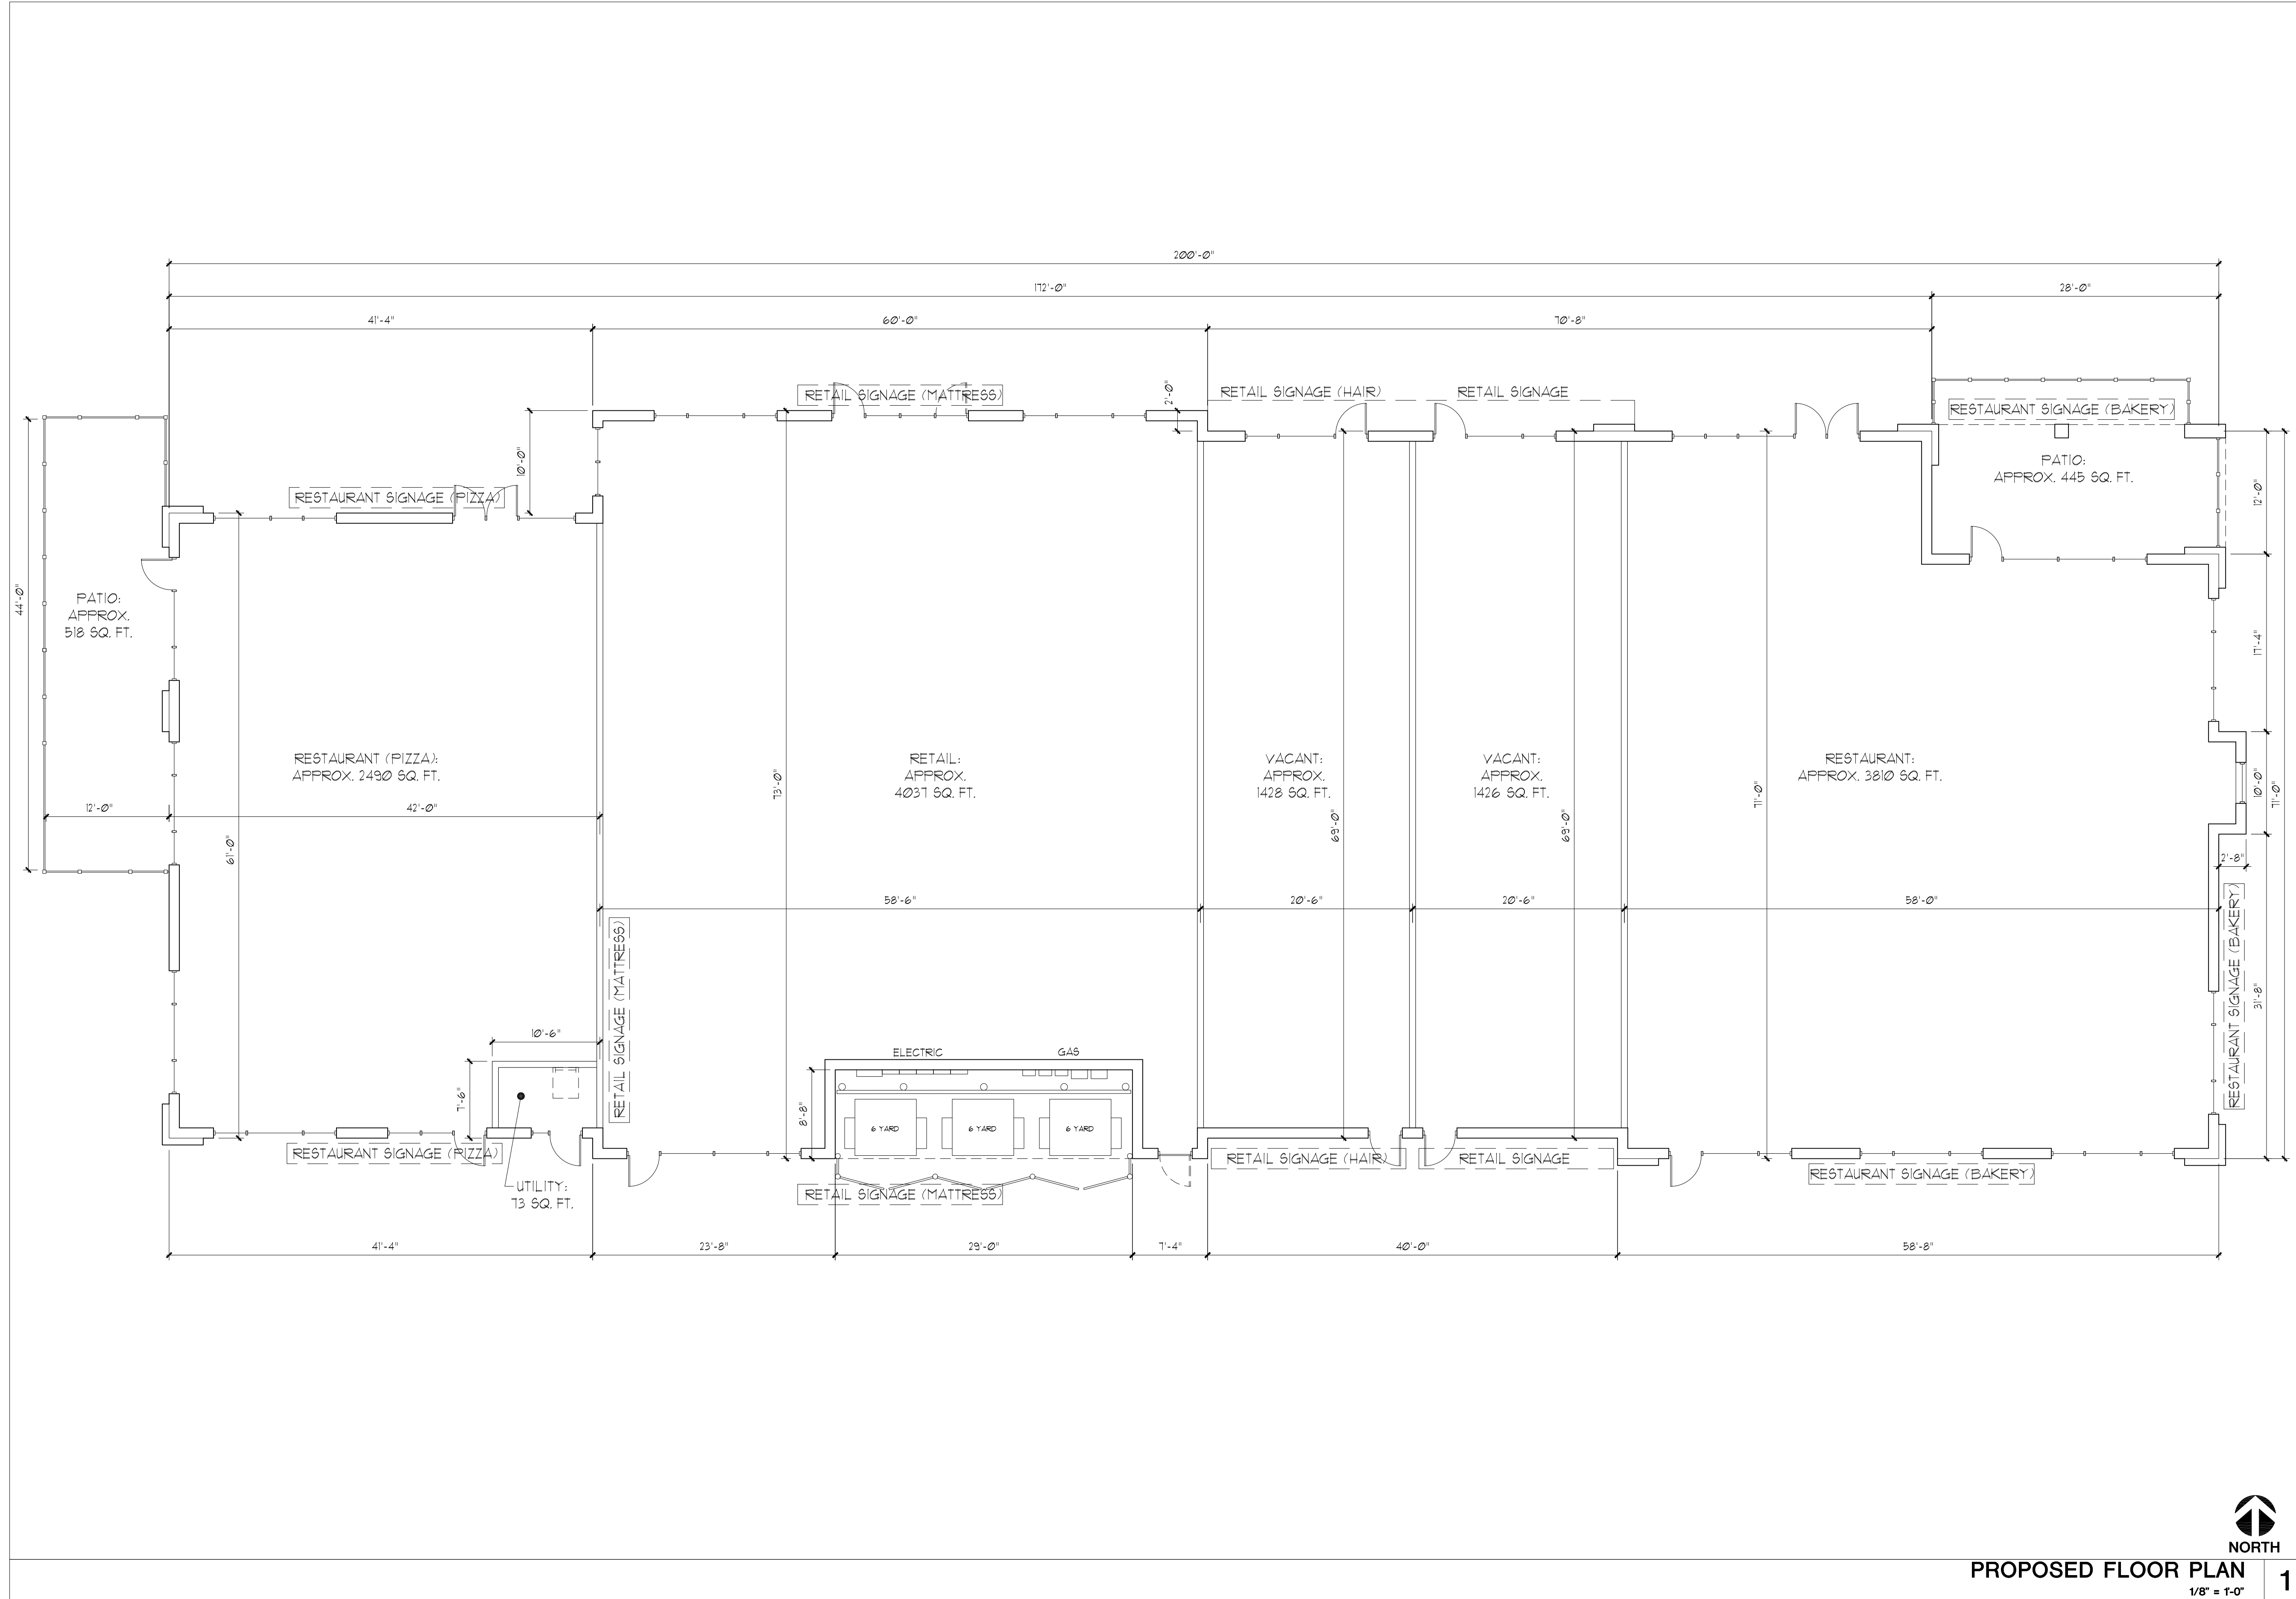 200'-0"
172'-0"
28'-0"
41'-4"
60'-0"
70'-8"
2'-0"
RETAIL SIGNAGE (MATTRESS)
RETAIL SIGNAGE (HAIR)
RETAIL SIGNAGE
RESTAURANT SIGNAGE (BAKERY)
10'-0"
RESTAURANT SIGNAGE (PIZZA)
PATIO:
APPROX. 445 SQ. FT.
12'-0"
44'-0"
PATIO:
APPROX.
518 SQ. FT.
17'-4"
RESTAURANT (PIZZA):
APPROX. 2490 SQ. FT.
RETAIL:
APPROX.
4037 SQ. FT.
VACANT:
APPROX.
1428 SQ. FT.
VACANT:
APPROX.
1426 SQ. FT.
RESTAURANT:
APPROX. 3810 SQ. FT.
73'-0"
71'-0"
10'-0"
71'-0"
12'-0"
42'-0"
61'-0"
69'-0"
69'-0"
2'-8"
58'-6"
20'-6"
20'-6"
58'-0"
RETAIL SIGNAGE (MATTRESS)
RESTAURANT SIGNAGE (BAKERY)
31'-8"
10'-6"
ELECTRIC
GAS
7'-6"
8'-8"
6 YARD
6 YARD
6 YARD
RESTAURANT SIGNAGE (PIZZA)
RETAIL SIGNAGE (HAIR)
RETAIL SIGNAGE
RESTAURANT SIGNAGE (BAKERY)
UTILITY:
73 SQ. FT.
RETAIL SIGNAGE (MATTRESS)
41'-4"
23'-8"
29'-0"
7'-4"
40'-0"
58'-8"
NORTH
PROPOSED FLOOR PLAN
1/8" = 1'-0"
1